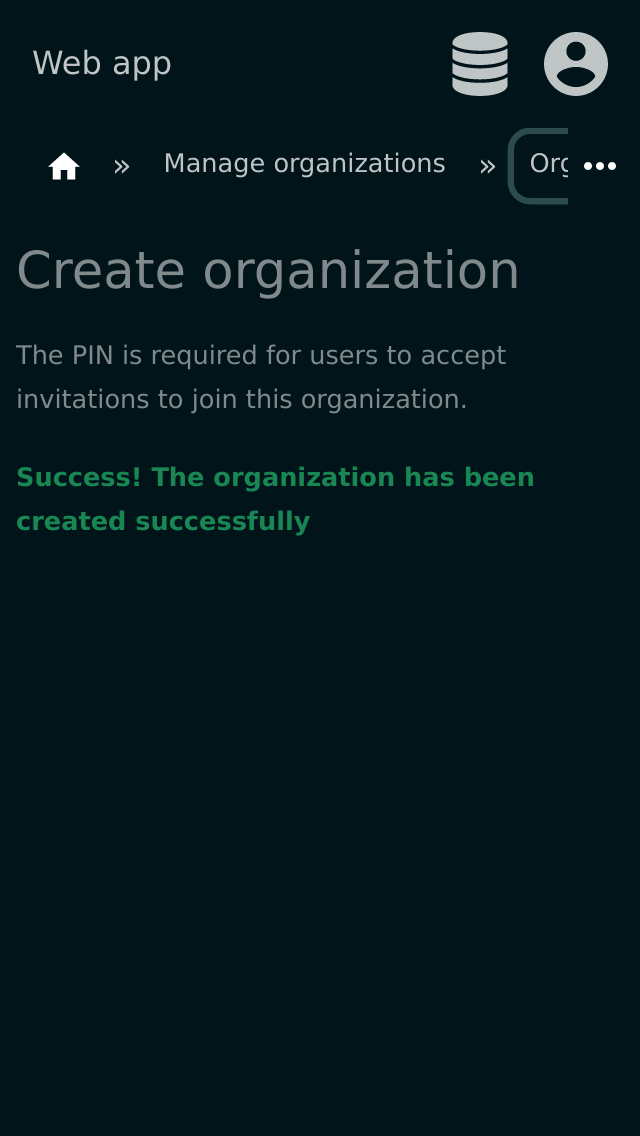 Web app
» Manage organizations » Org
Create organization
The PIN is required for users to accept
invitations to join this organization.
Success! The organization has been
created successfully